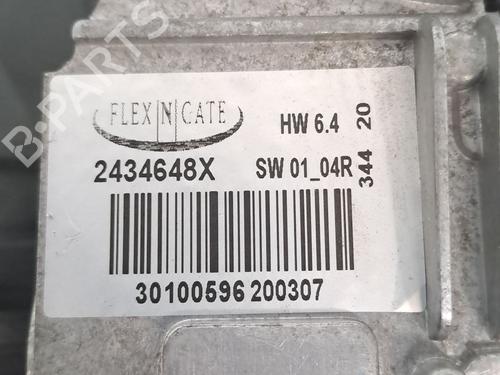 FLEX N CATE
HW 6.4
2434648X
SW 01_04R
344 20
30100596 200307
B-PARTS